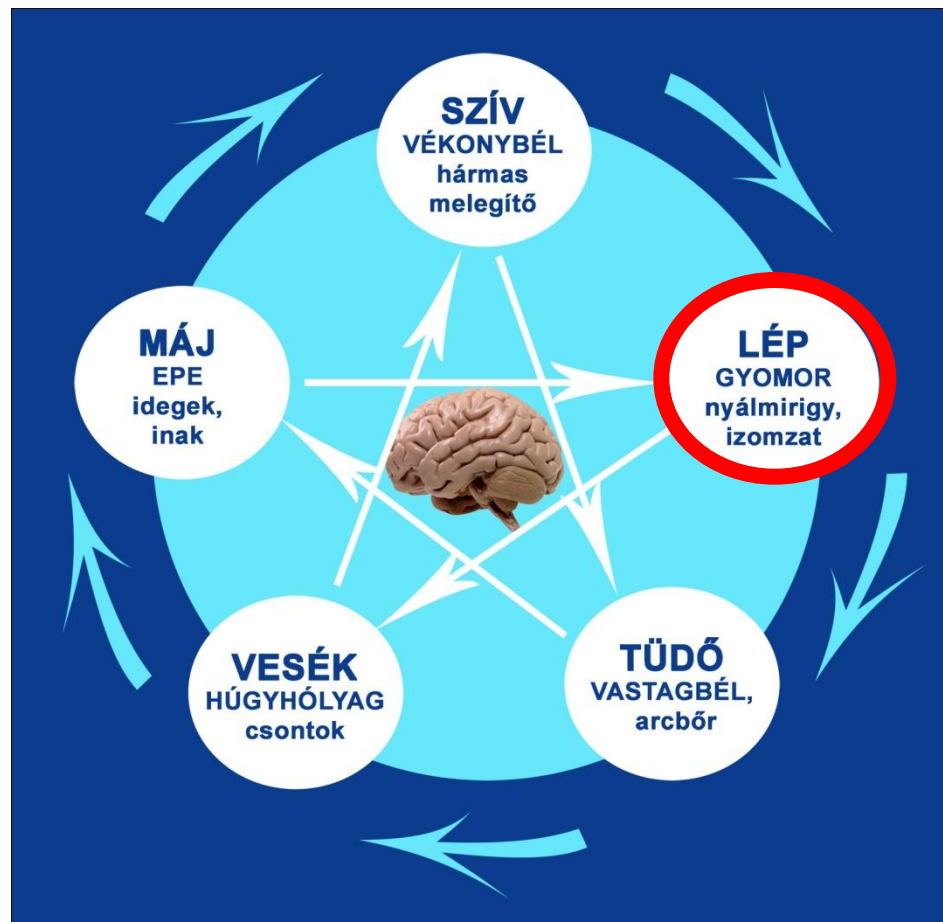 SZÍV
VÉKONYBÉL
hármas
melegítő
LÉP
GYOMOR
nyálmirigy,
izomzat
TÜDŐ
VASTAGBÉL,
arcbőr
VESÉK
HÚGYHÓLYAG
csontok
MÁJ
EPE
idegek,
inak